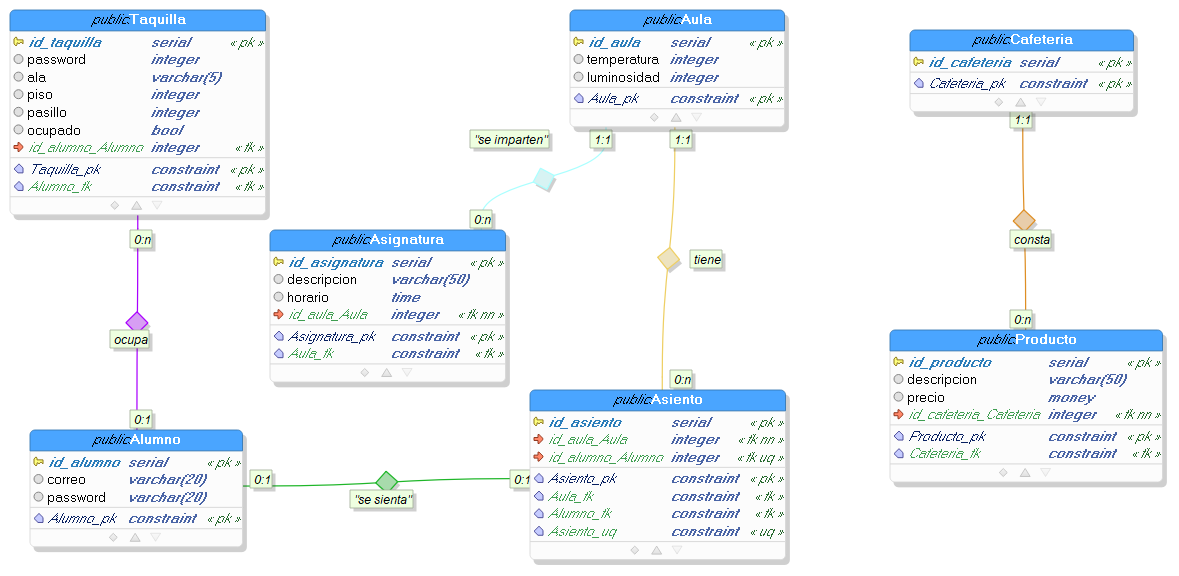 public.Taquilla
id_taquilla serial « pk »
password integer
ala varchar(5)
piso integer
pasillo integer
ocupado bool
id_alumno_Alumno integer « fk »
Taquilla_pk constraint « pk »
Alumno_fk constraint « fk »
0:n
ocupa
0:1
public.Alumno
id_alumno serial « pk »
correo varchar(20)
password varchar(20)
Alumno_pk constraint « pk »
0:1
"se sienta"
0:1
public.Aula
id_aula serial « pk »
temperatura integer
luminosidad integer
Aula_pk constraint « pk »
"se imparten"
1:1
1:1
0:n
public.Asignatura
id_asignatura serial « pk »
descripcion varchar(50)
horario time
id_aula_Aula integer « fk nn »
Asignatura_pk constraint « pk »
Aula_fk constraint « fk »
tiene
0:n
public.Asiento
id_asiento serial « pk »
id_aula_Aula integer « fk nn »
id_alumno_Alumno integer « fk uq »
Asiento_pk constraint « pk »
Aula_fk constraint « fk »
Alumno_fk constraint « fk »
Asiento_uq constraint « uq »
public.Cafeteria
id_cafeteria serial « pk »
Cafeteria_pk constraint « pk »
1:1
consta
0:n
public.Producto
id_producto serial « pk »
descripcion varchar(50)
precio money
id_cafeteria_Cafeteria integer « fk nn »
Producto_pk constraint « pk »
Cafeteria_fk constraint « fk »